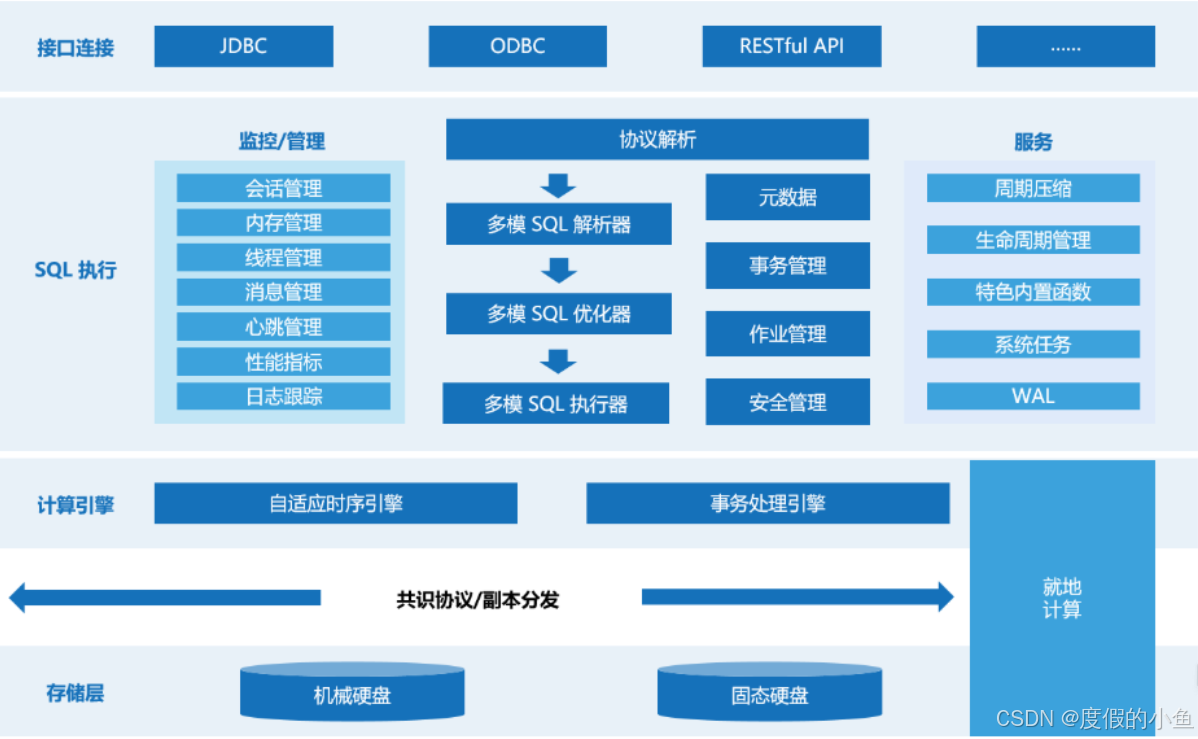 接口连接
JDBC
ODBC
RESTful API
......
SQL 执行
监控/管理
会话管理
内存管理
线程管理
消息管理
心跳管理
性能指标
日志跟踪
协议解析
多模 SQL 解析器
多模 SQL 优化器
多模 SQL 执行器
元数据
事务管理
作业管理
安全管理
服务
周期压缩
生命周期管理
特色内置函数
系统任务
WAL
计算引擎
自适应时序引擎
事务处理引擎
共识协议/副本分发
就地
计算
存储层
机械硬盘
固态硬盘
CSDN @度假的小鱼